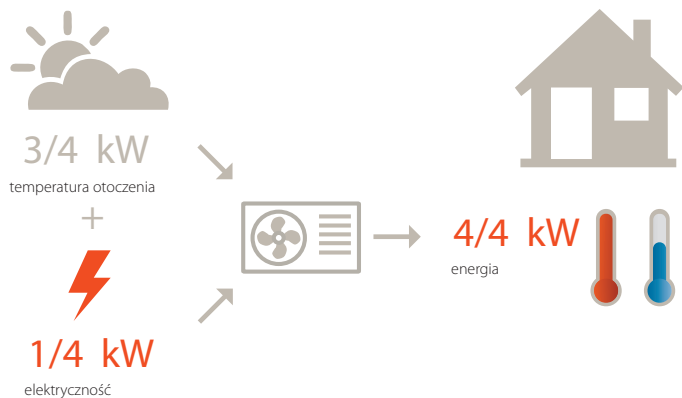 3/4 kW
temperatura otoczenia
+
1/4 kW
elektryczność
4/4 kW
energia